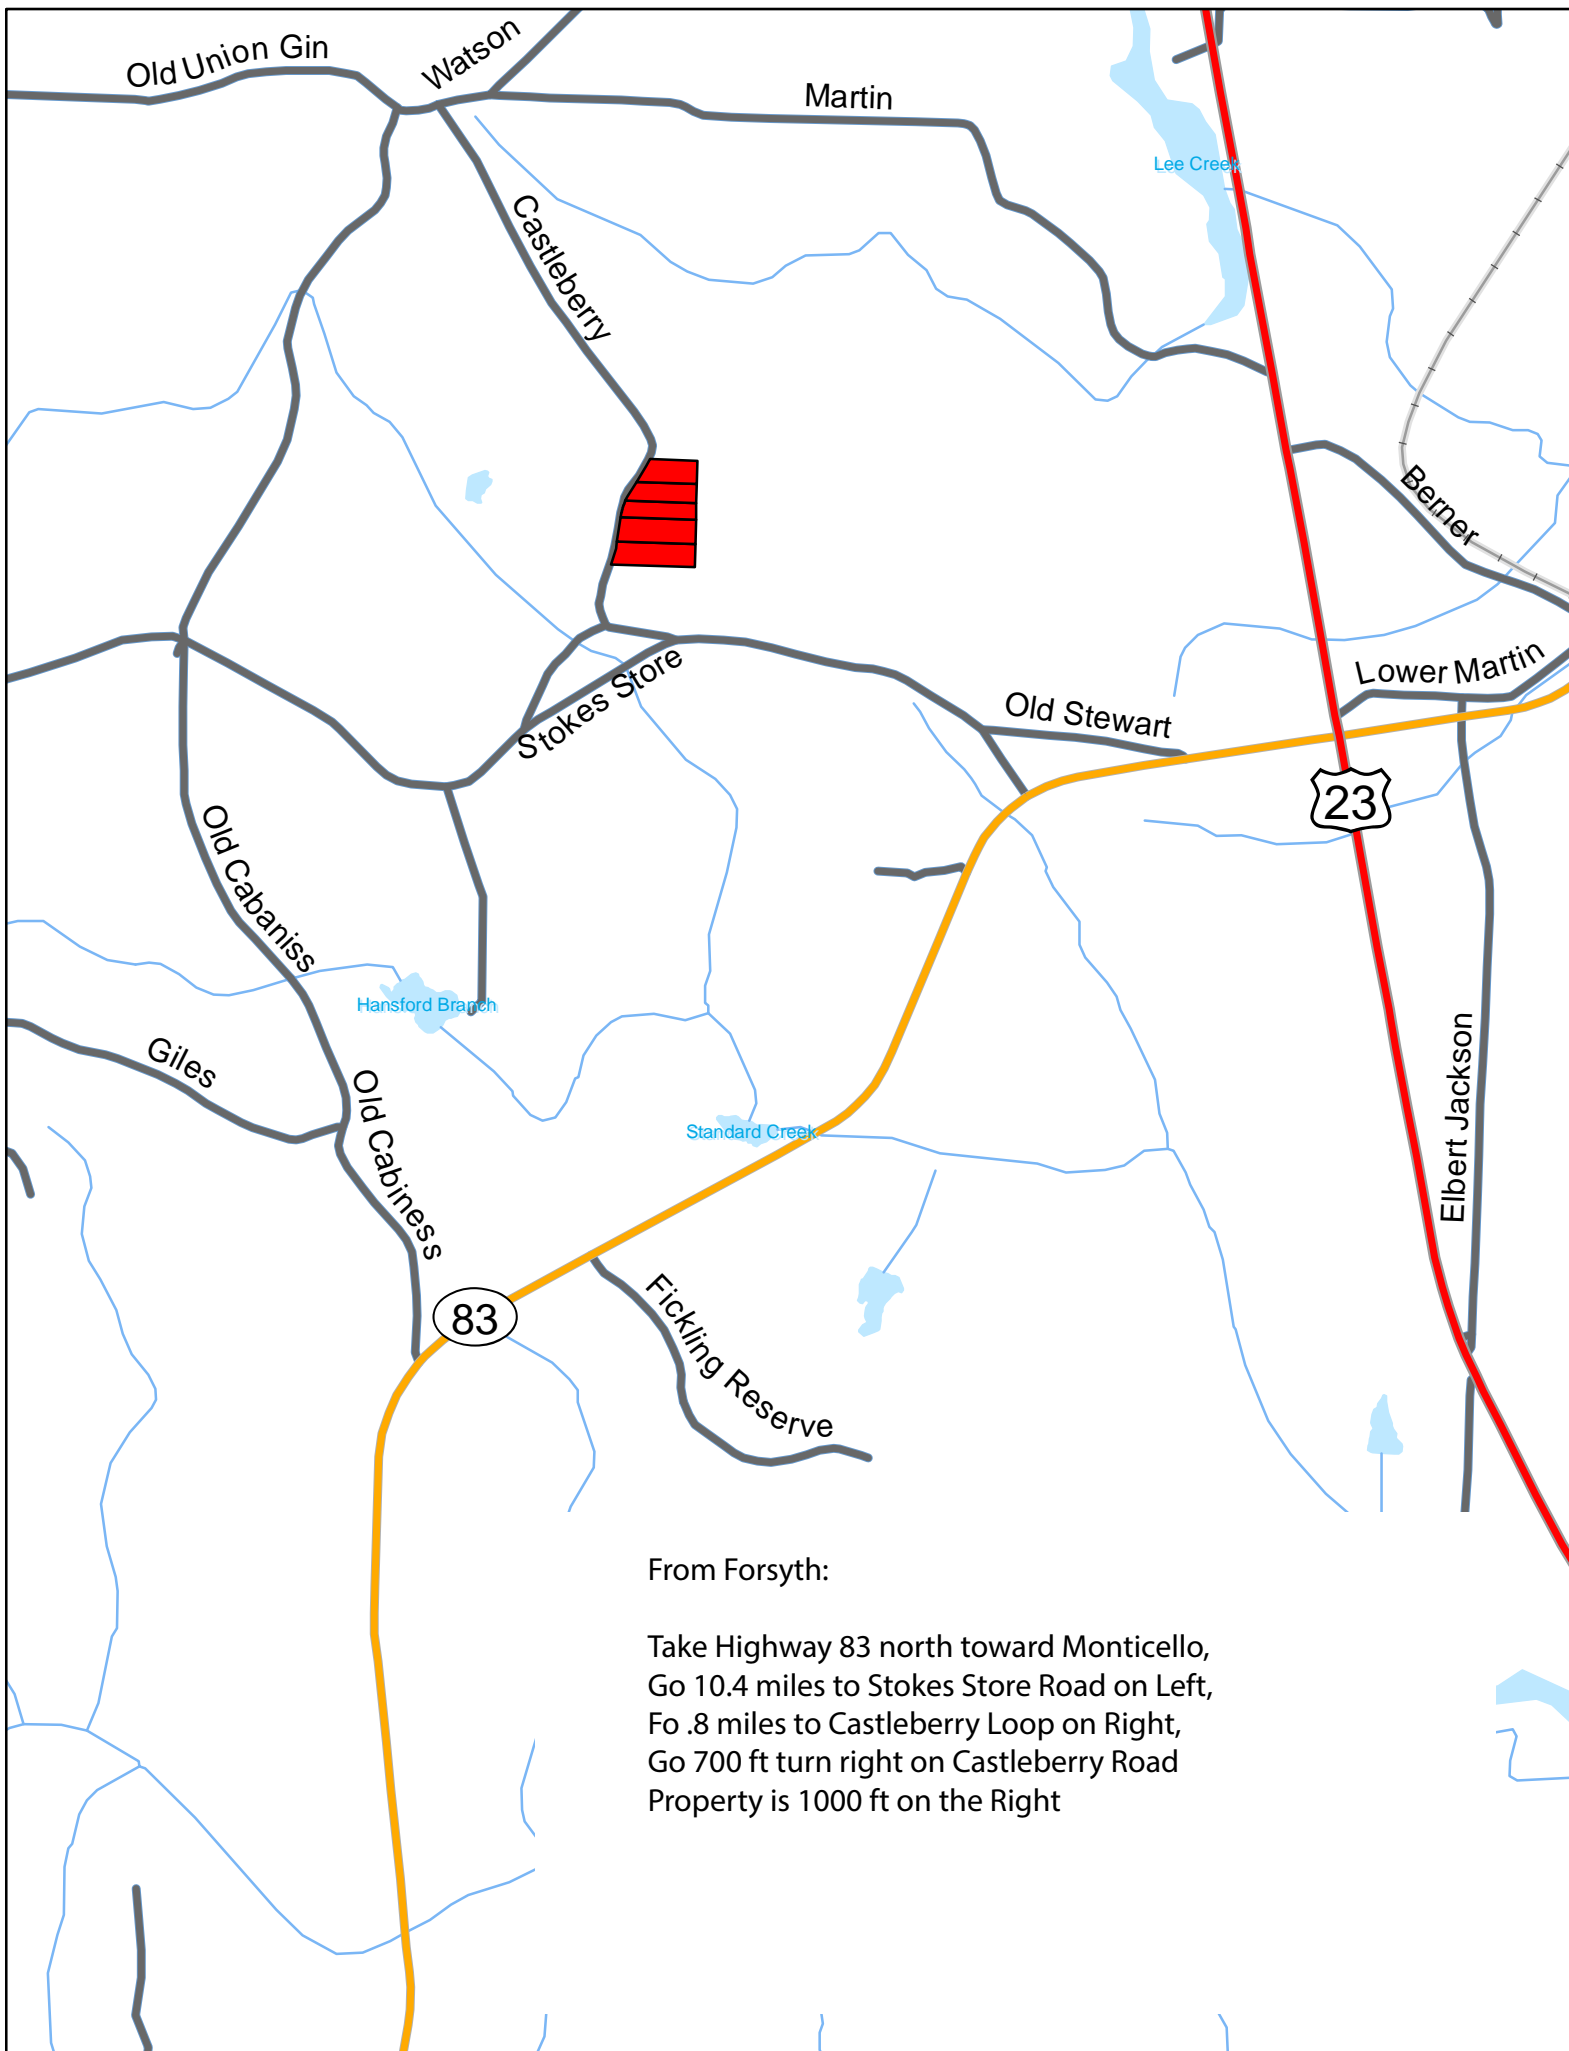 Old Union Gin
Watson
Martin
Lee Creek
Castleberry
Berner
Stokes Store
Old Stewart
Lower Martin
23
Old Cabaniss
Hansford Branch
Giles
Old Cabiness
Standard Creek
Elbert Jackson
83
Fickling Reserve
From Forsyth:
Take Highway 83 north toward Monticello,
Go 10.4 miles to Stokes Store Road on Left,
Fo .8 miles to Castleberry Loop on Right,
Go 700 ft turn right on Castleberry Road
Property is 1000 ft on the Right